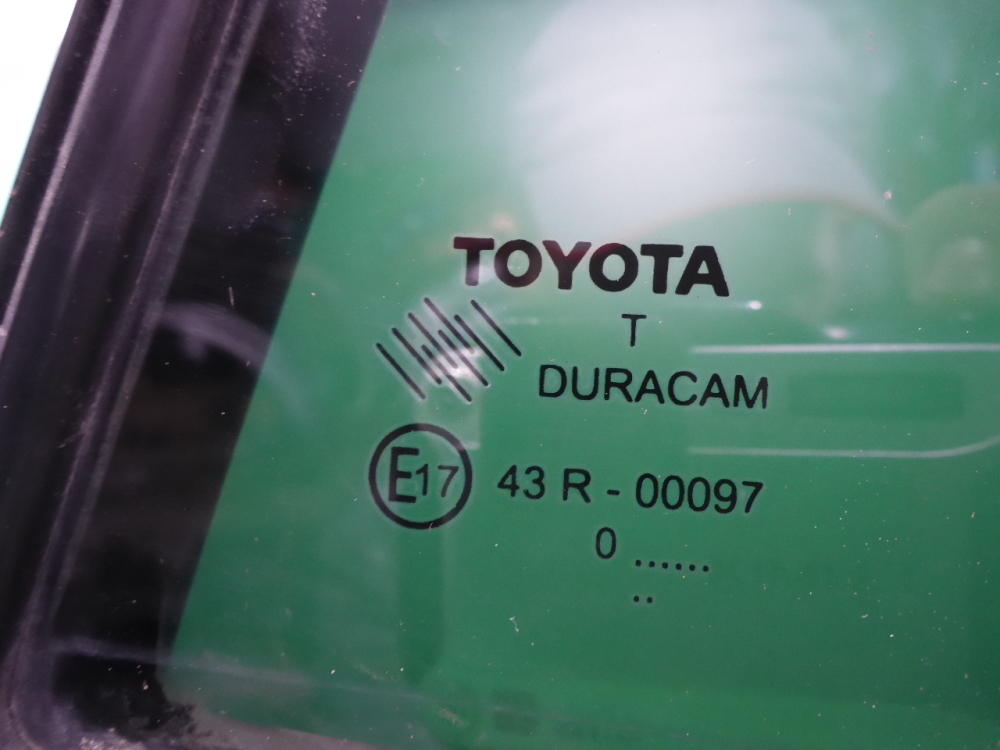 TOYOTA
T
DURACAM
E17 43 R - 00097
0 ......
..